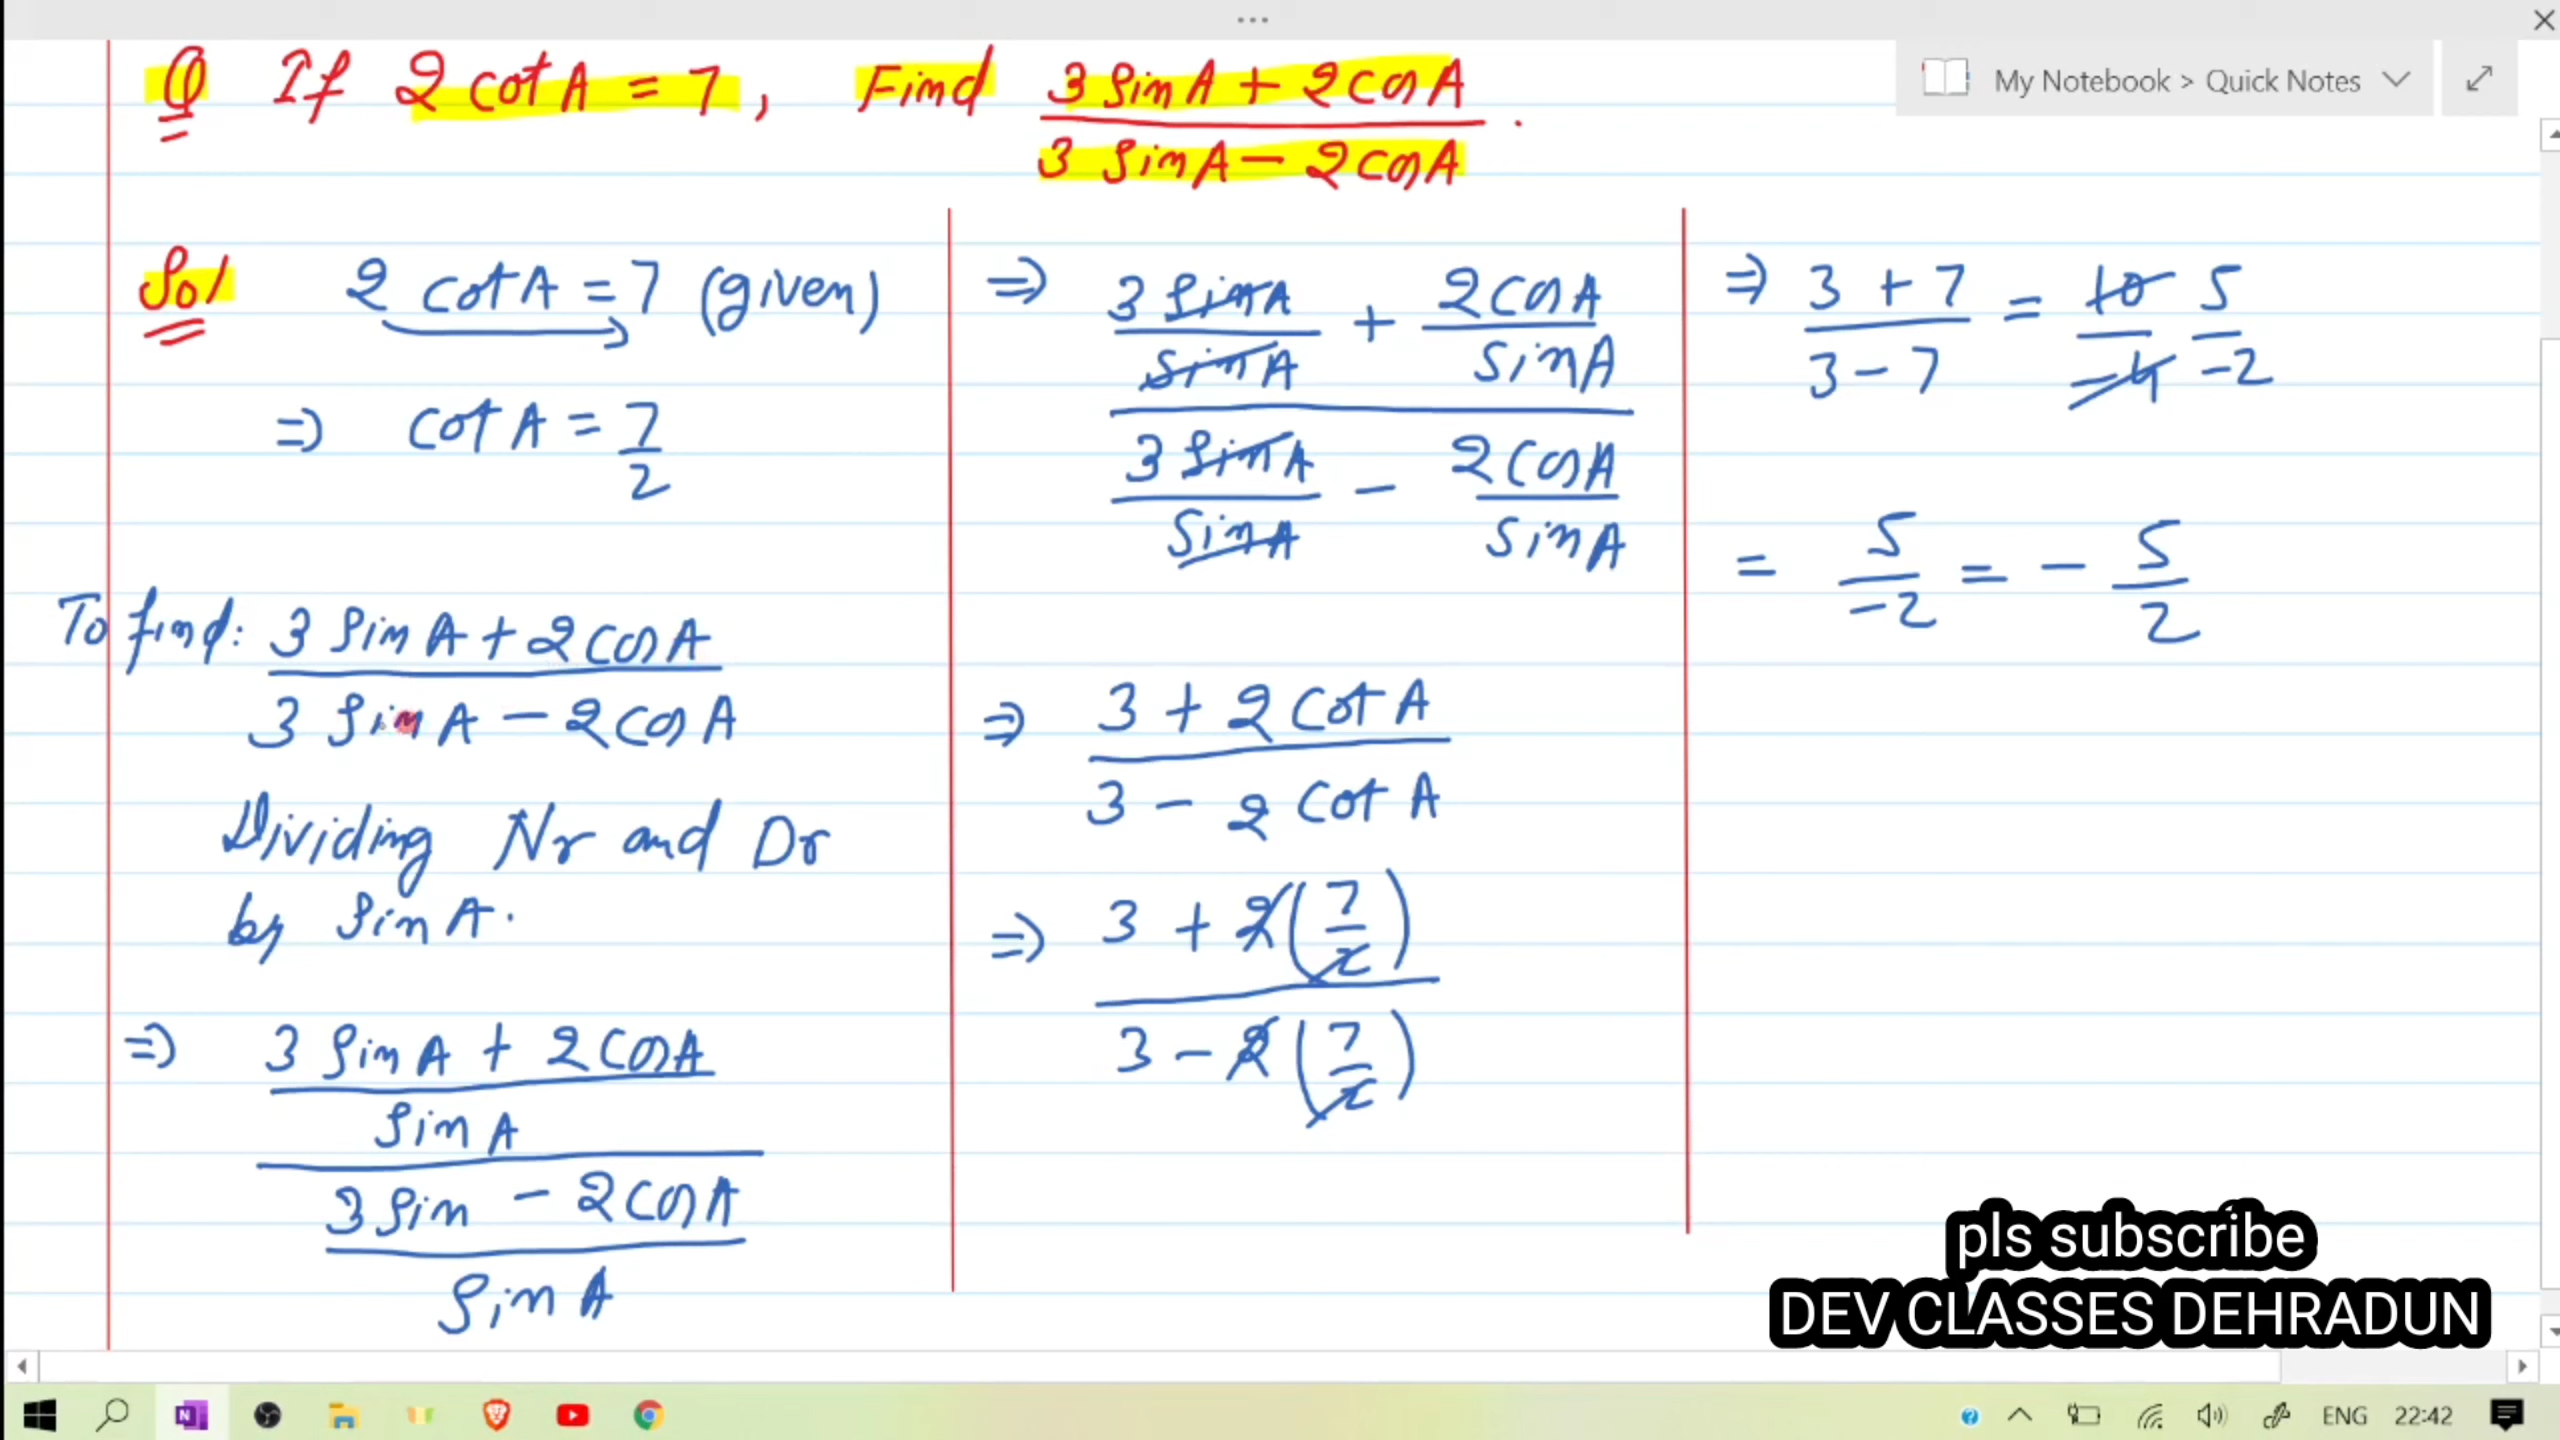 ...
My Notebook > Quick Notes
Q If 2 cot A = 7, Find (3 sin A + 2 cos A) / (3 sin A - 2 cos A).
Sol 2 cot A = 7 (given)
⇒ cot A = 7/2
To find: (3 sin A + 2 cos A) / (3 sin A - 2 cos A)
Dividing Nr and Dr
by sin A.
⇒ ((3 sin A + 2 cos A) / sin A) / ((3 sin - 2 cos A) / sin A)
⇒ (3 sin A / sin A + 2 cos A / sin A) / (3 sin A / sin A - 2 cos A / sin A)
⇒ (3 + 2 cot A) / (3 - 2 cot A)
⇒ (3 + 2(7/2)) / (3 - 2(7/2))
⇒ (3 + 7) / (3 - 7) = 10/-4 5/-2
= 5/-2 = - 5/2
pls subscribe
DEV CLASSES DEHRADUN
ENG 22:42